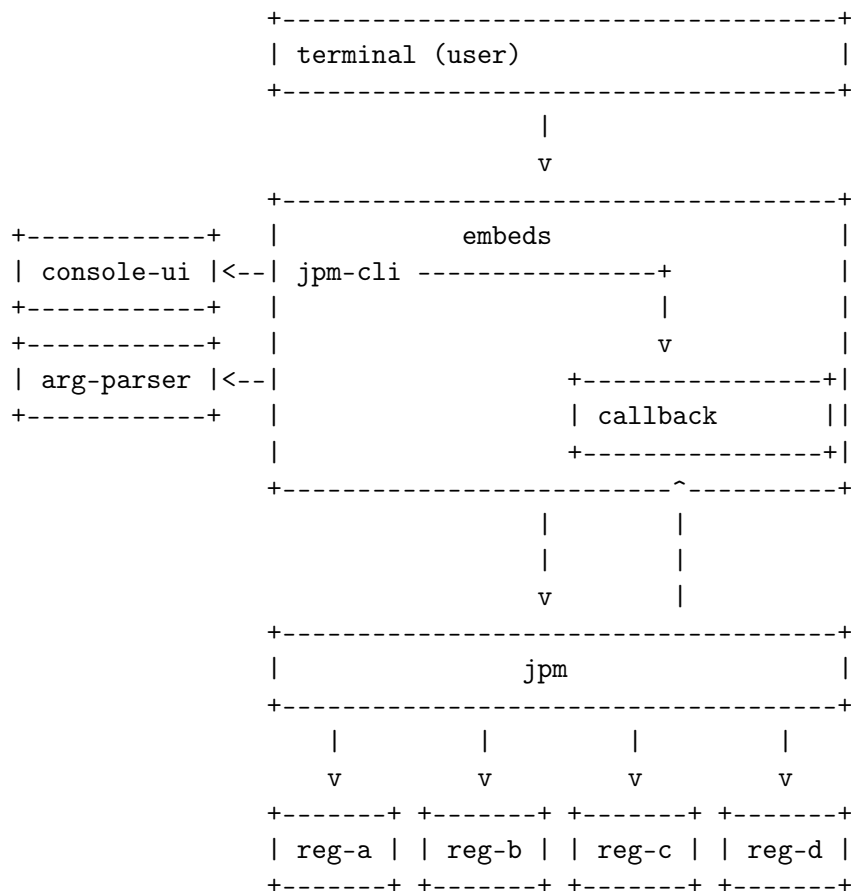 terminal (user)
embeds
console-ui
jpm-cli
arg-parser
callback
jpm
reg-a reg-b reg-c reg-d